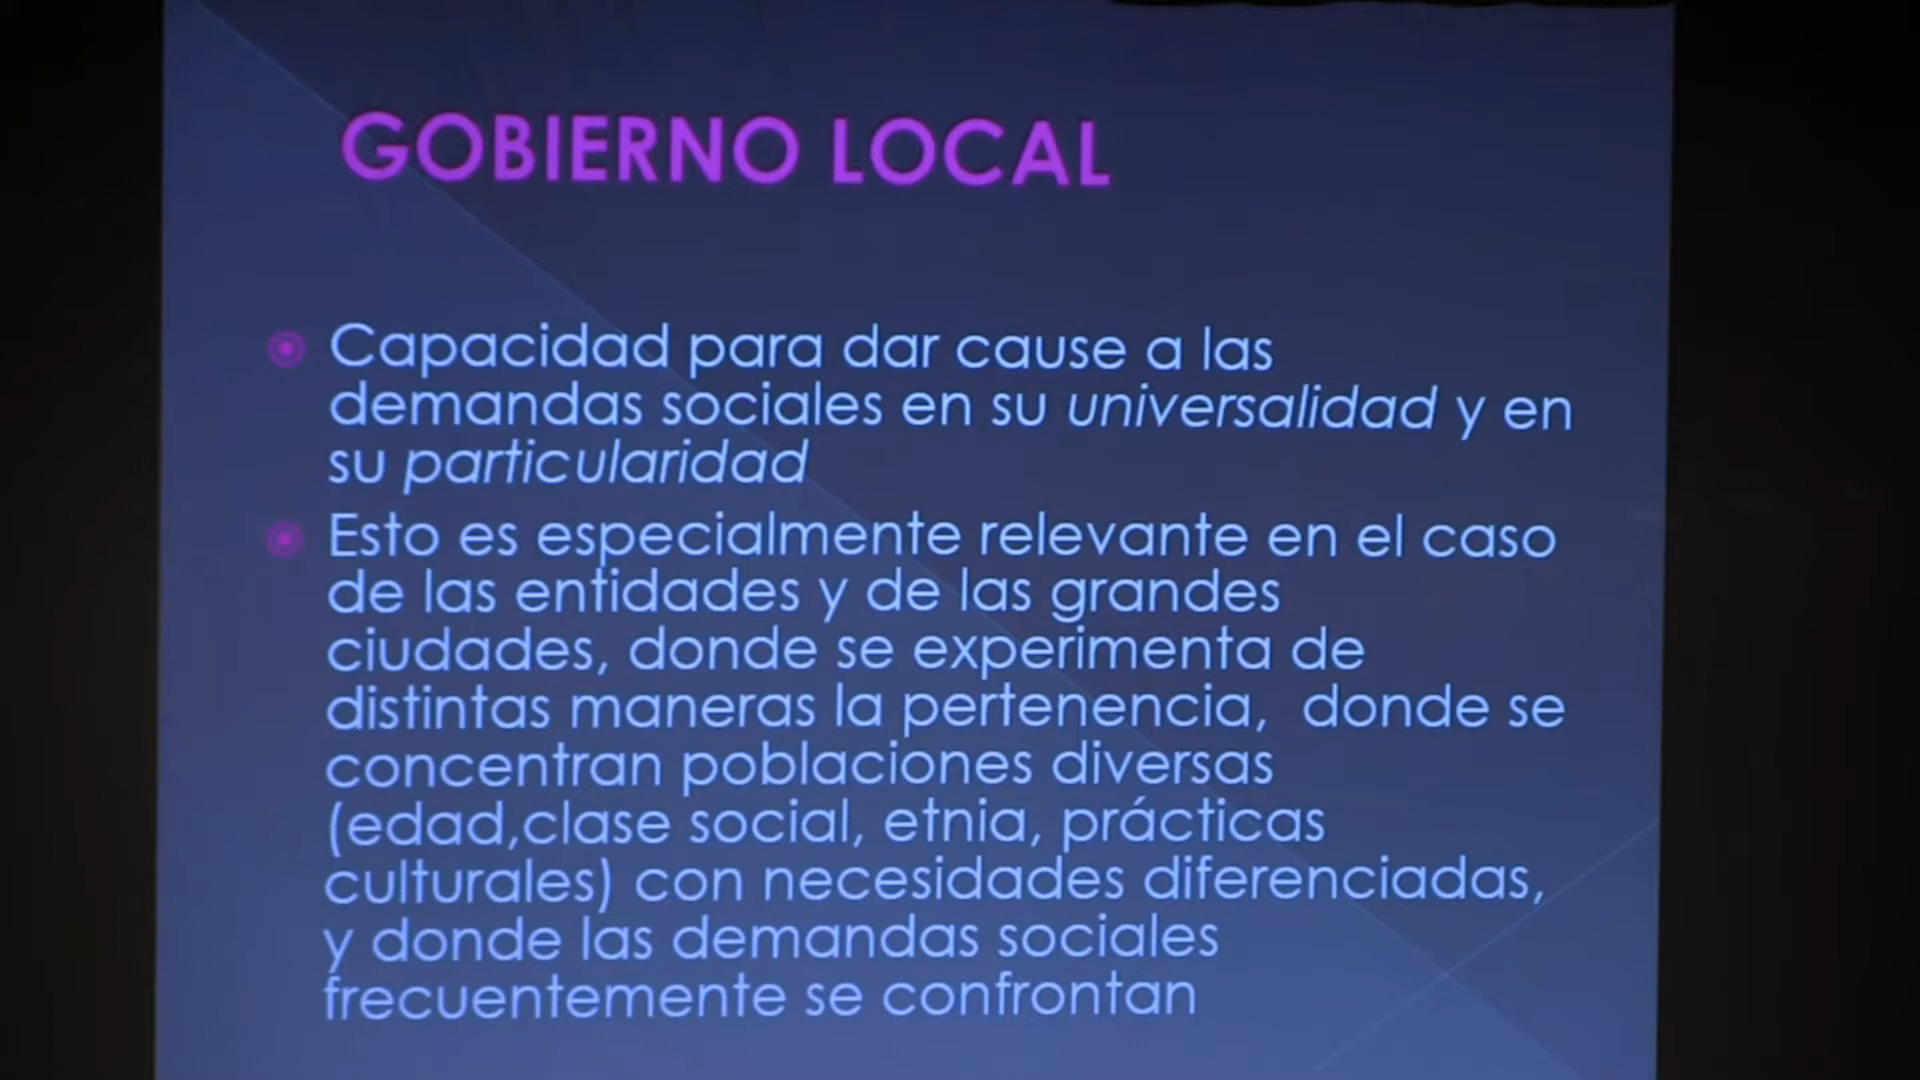 GOBIERNO LOCAL
Capacidad para dar cause a las
demandas sociales en su universalidad y en
su particularidad
Esto es especialmente relevante en el caso
de las entidades y de las grandes
ciudades, donde se experimenta de
distintas maneras la pertenencia, donde se
concentran poblaciones diversas
(edad,clase social, etnia, prácticas
culturales) con necesidades diferenciadas,
y donde las demandas sociales
frecuentemente se confrontan